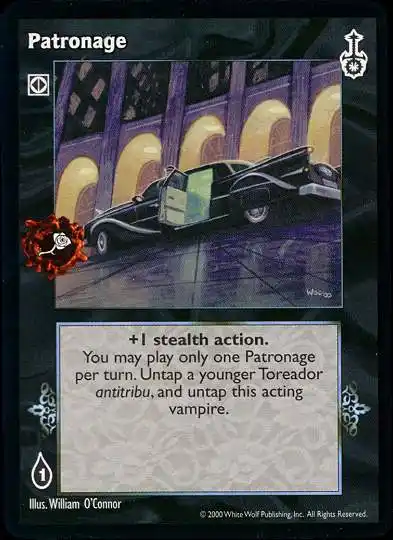 Patronage
+1 stealth action.
You may play only one Patronage
per turn. Untap a younger Toreador
antitribu, and untap this acting
vampire.
1
Illus. William O'Connor
© 2000 White Wolf Publishing, Inc. All Rights Reserved.